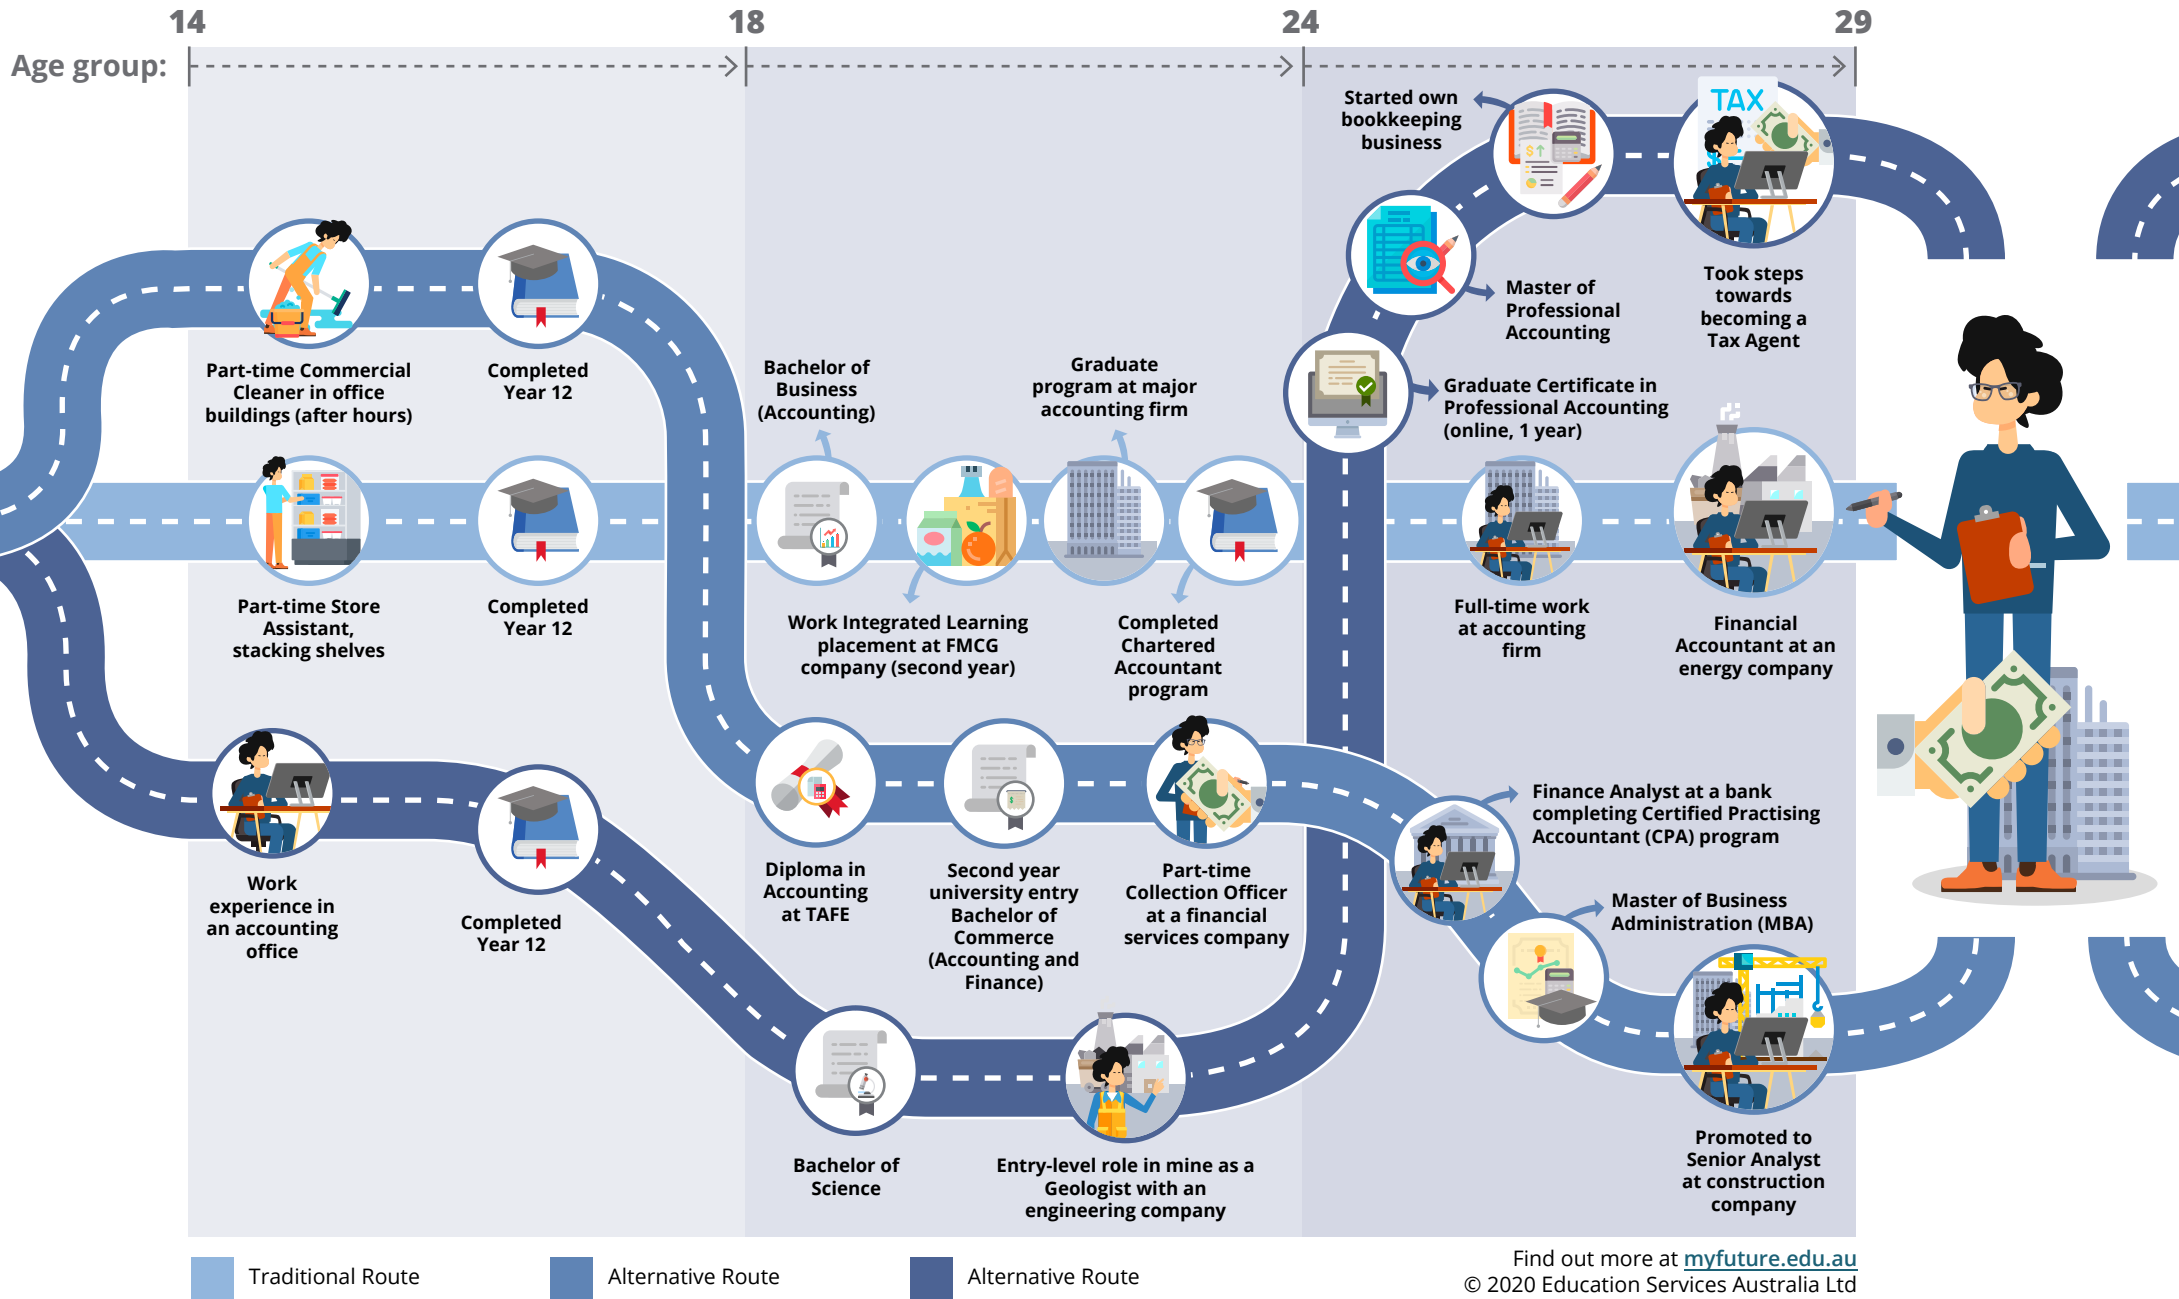 14
18
24
29
Age group:
Started own
bookkeeping
business
TAX
Took steps
towards
becoming a
Tax Agent
Master of
Professional
Accounting
Graduate Certificate in
Professional Accounting
(online, 1 year)
Part-time Commercial
Cleaner in office
buildings (after hours)
Completed
Year 12
Bachelor of
Business
(Accounting)
Graduate
program at major
accounting firm
Part-time Store
Assistant,
stacking shelves
Completed
Year 12
Work Integrated Learning
placement at FMCG
company (second year)
Completed
Chartered
Accountant
program
Full-time work
at accounting
firm
Financial
Accountant at an
energy company
Work
experience in
an accounting
office
Completed
Year 12
Diploma in
Accounting
at TAFE
Second year
university entry
Bachelor of
Commerce
(Accounting and
Finance)
Part-time
Collection Officer
at a financial
services company
Finance Analyst at a bank
completing Certified Practising
Accountant (CPA) program
Master of Business
Administration (MBA)
Bachelor of
Science
Entry-level role in mine as a
Geologist with an
engineering company
Promoted to
Senior Analyst
at construction
company
Traditional Route
Alternative Route
Alternative Route
Find out more at myfuture.edu.au
© 2020 Education Services Australia Ltd